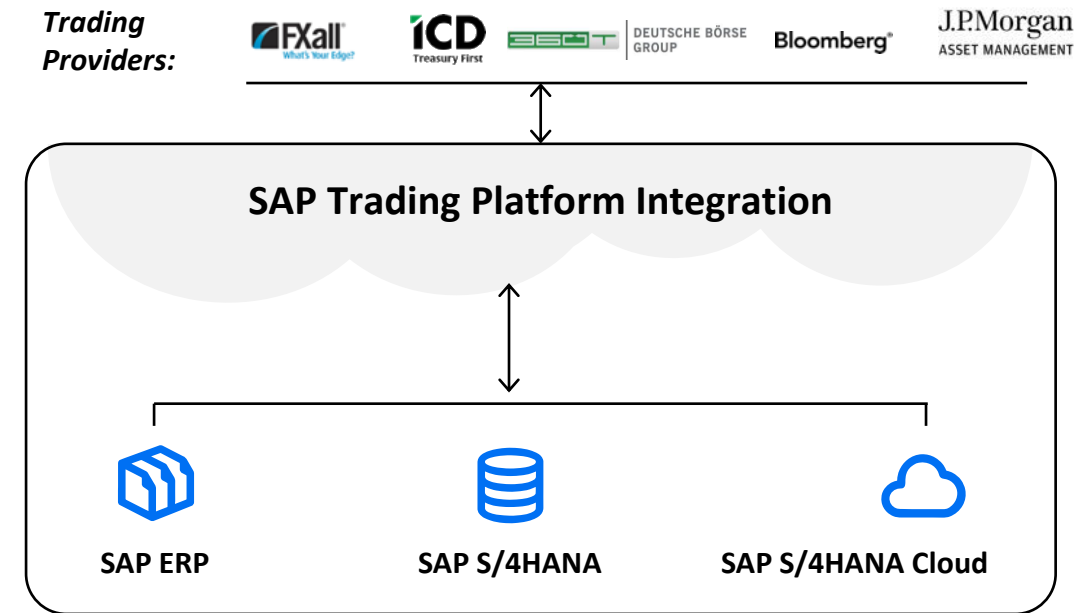 Trading
Providers:
FXall
What's Your Edge?
iCD
Treasury First
360T
DEUTSCHE BÖRSE
GROUP
Bloomberg®
J.P.Morgan
ASSET MANAGEMENT
SAP Trading Platform Integration
SAP ERP
SAP S/4HANA
SAP S/4HANA Cloud